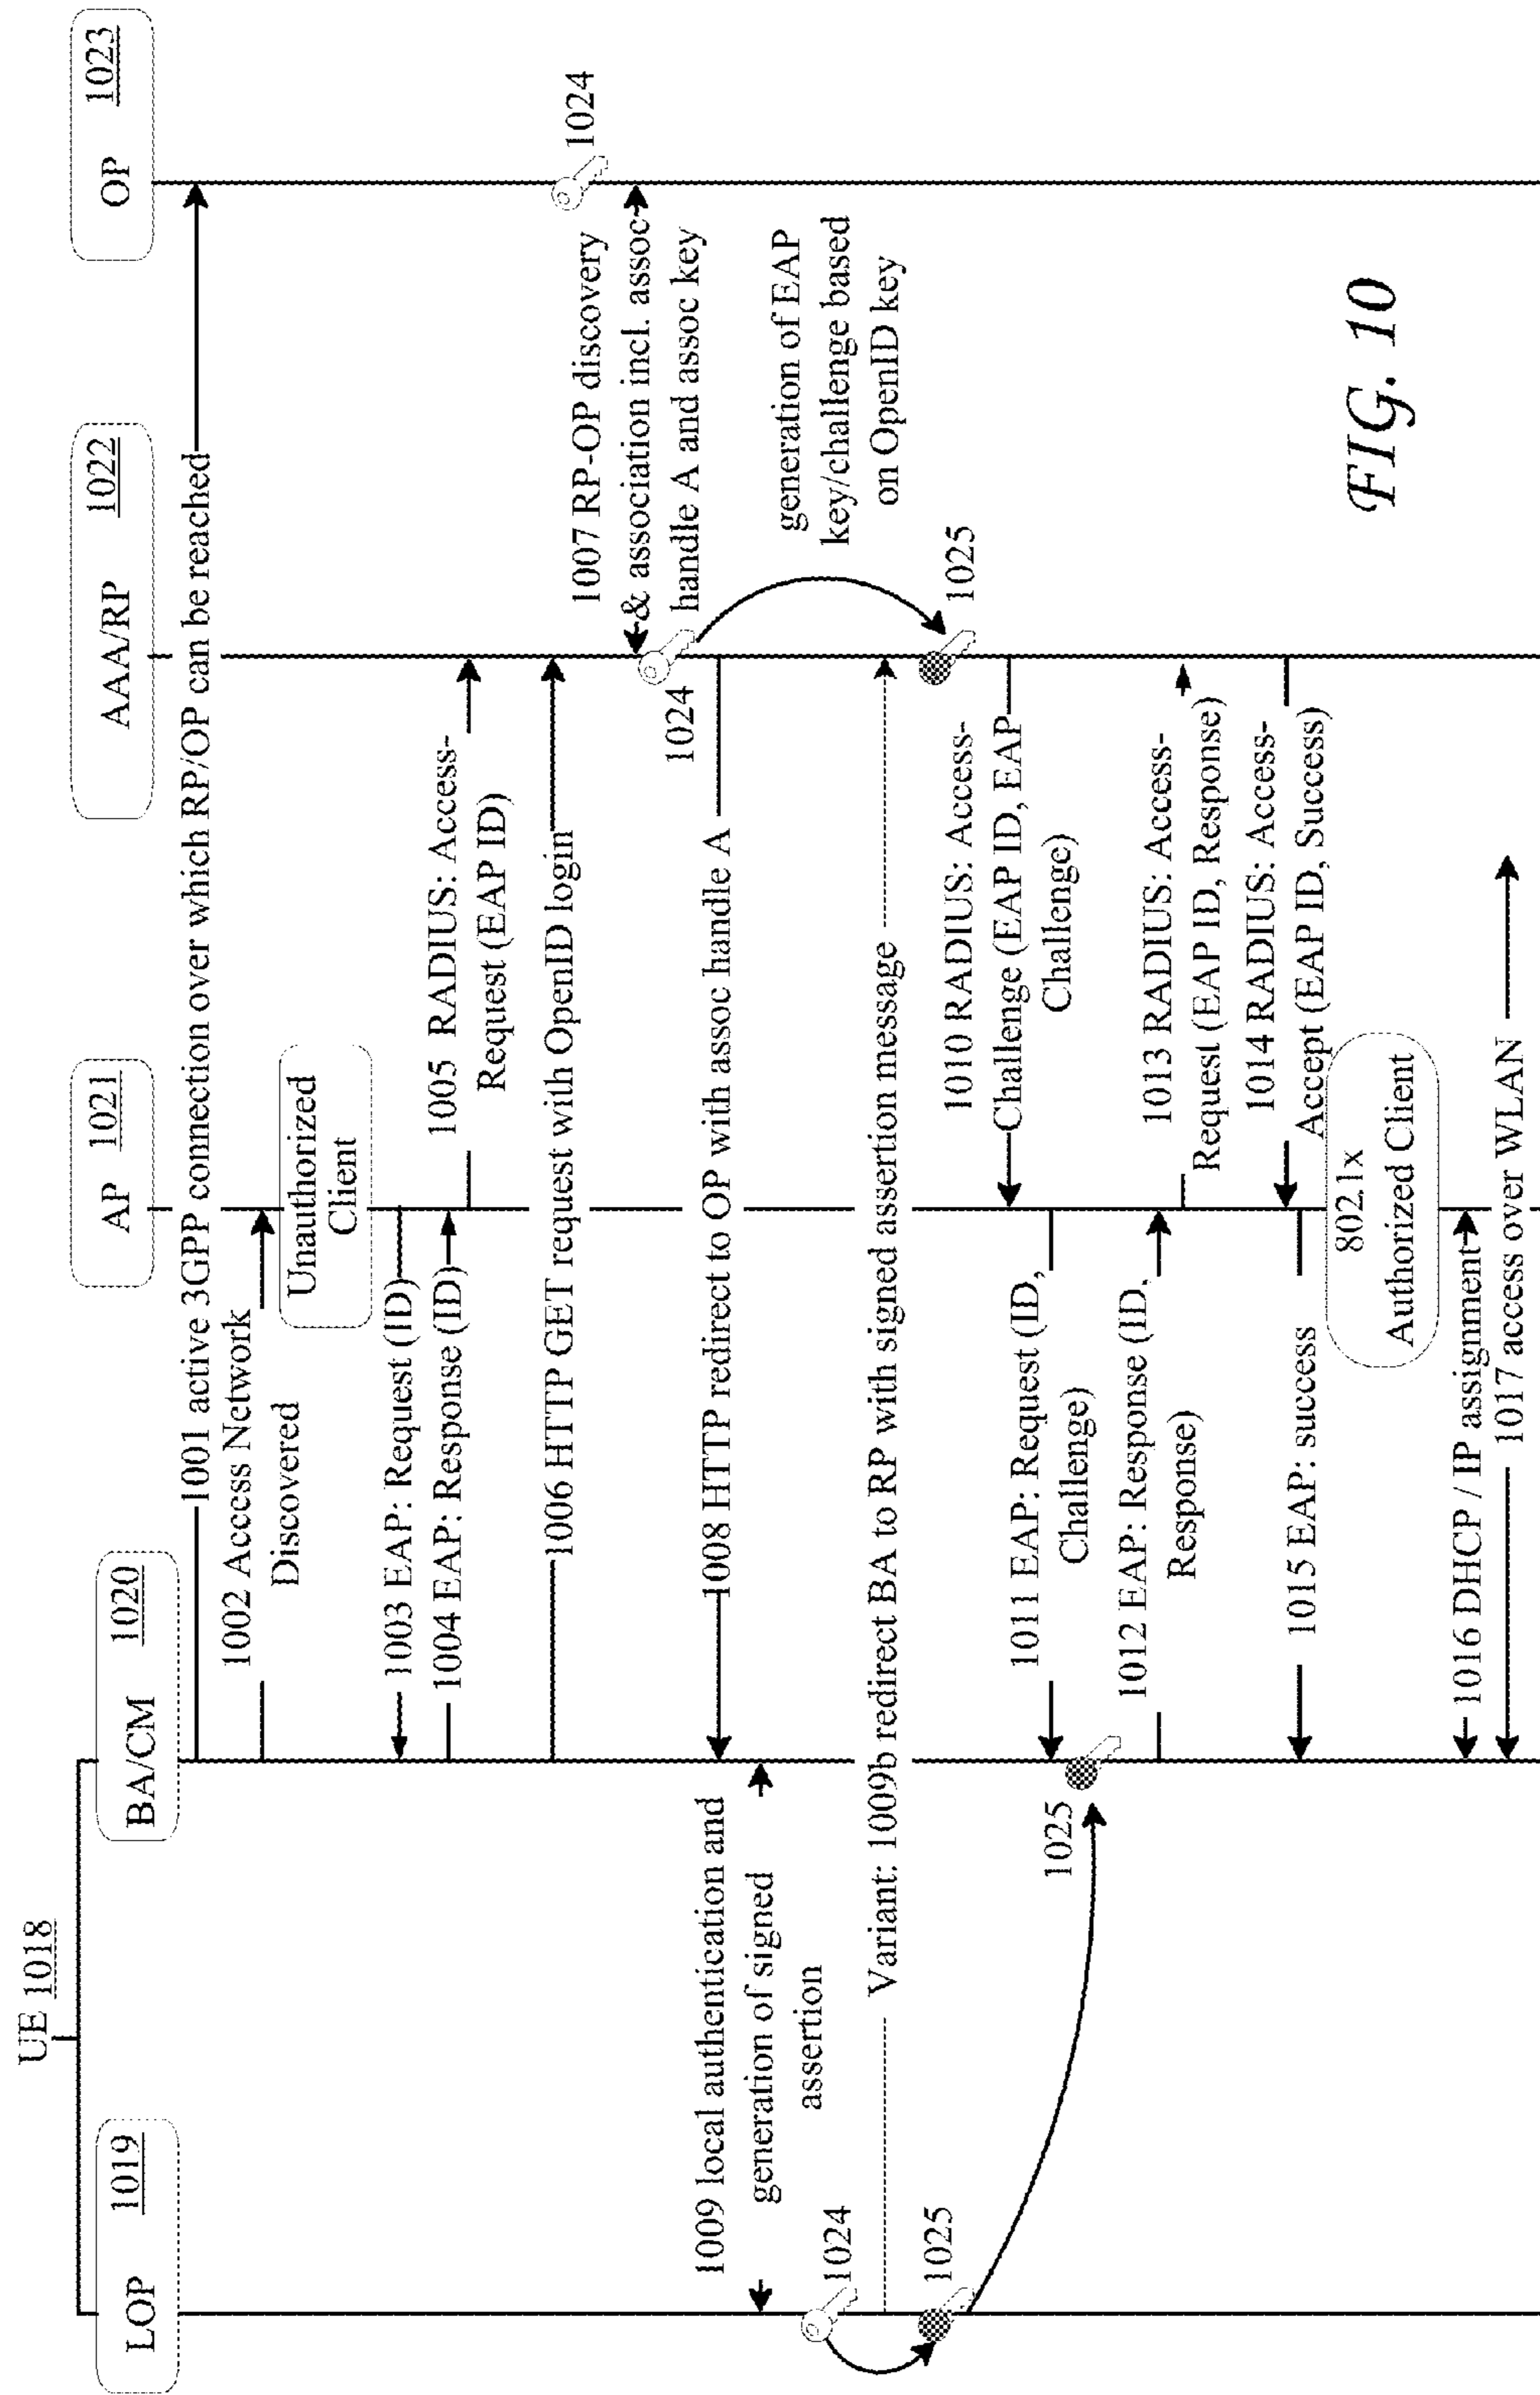 UE 1018
LOP 1019
BA/CM 1020
AP 1021
AAA/RP 1022
OP 1023
1001 active 3GPP connection over which RP/OP can be reached
1002 Access Network
Discovered
Unauthorized
Client
1003 EAP: Request (ID)
1004 EAP: Response (ID)
1005 RADIUS: Access-
Request (EAP ID)
1006 HTTP GET request with OpenID login
1024
1007 RP-OP discovery
& association incl. assoc
handle A and assoc key
1024
1008 HTTP redirect to OP with assoc handle A
generation of EAP
key/challenge based
on OpenID key
1009 local authentication and
generation of signed
assertion
1024
Variant: 1009b redirect BA to RP with signed assertion message
1025
1025
1010 RADIUS: Access-
Challenge (EAP ID, EAP
Challenge)
1011 EAP: Request (ID,
Challenge)
1025
1012 EAP: Response (ID,
Response)
1013 RADIUS: Access-
Request (EAP ID, Response)
1014 RADIUS: Access-
Accept (EAP ID, Success)
1015 EAP: success
802.1x
Authorized Client
1016 DHCP / IP assignment
1017 access over WLAN
FIG. 10